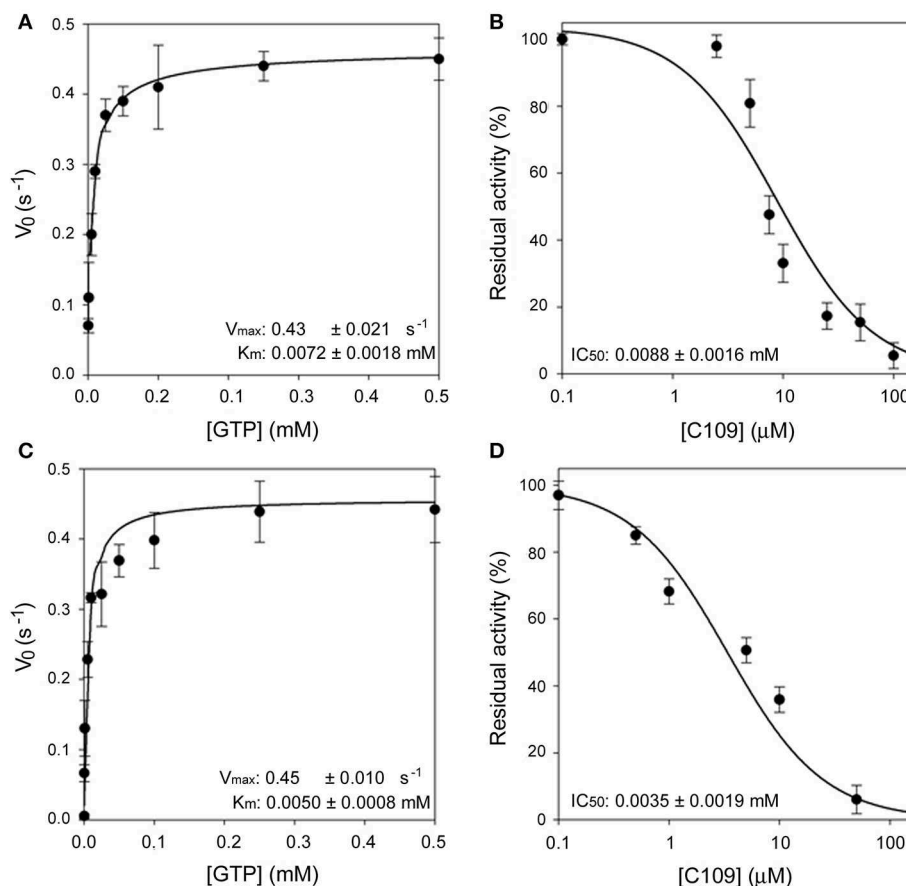 A
0.5
0.4
0.3
0.2
0.1
0.0
V0 (s-1)
Vmax: 0.43 ± 0.021 s-1
Km: 0.0072 ± 0.0018 mM
0.0 0.2 0.2 0.3 0.4 0.5
[GTP] (mM)
B
100
80
60
40
20
0
Residual activity (%)
IC50: 0.0088 ± 0.0016 mM
0.1 1 10 100
[C109] (µM)
C
0.5
0.4
0.3
0.2
0.1
0.0
V0 (s-1)
Vmax: 0.45 ± 0.010 s-1
Km: 0.0050 ± 0.0008 mM
0.0 0.1 0.2 0.3 0.4 0.5
[GTP] (mM)
D
100
80
60
40
20
0
Residual activity (%)
IC50: 0.0035 ± 0.0019 mM
0.1 1 10 100
[C109] (µM)